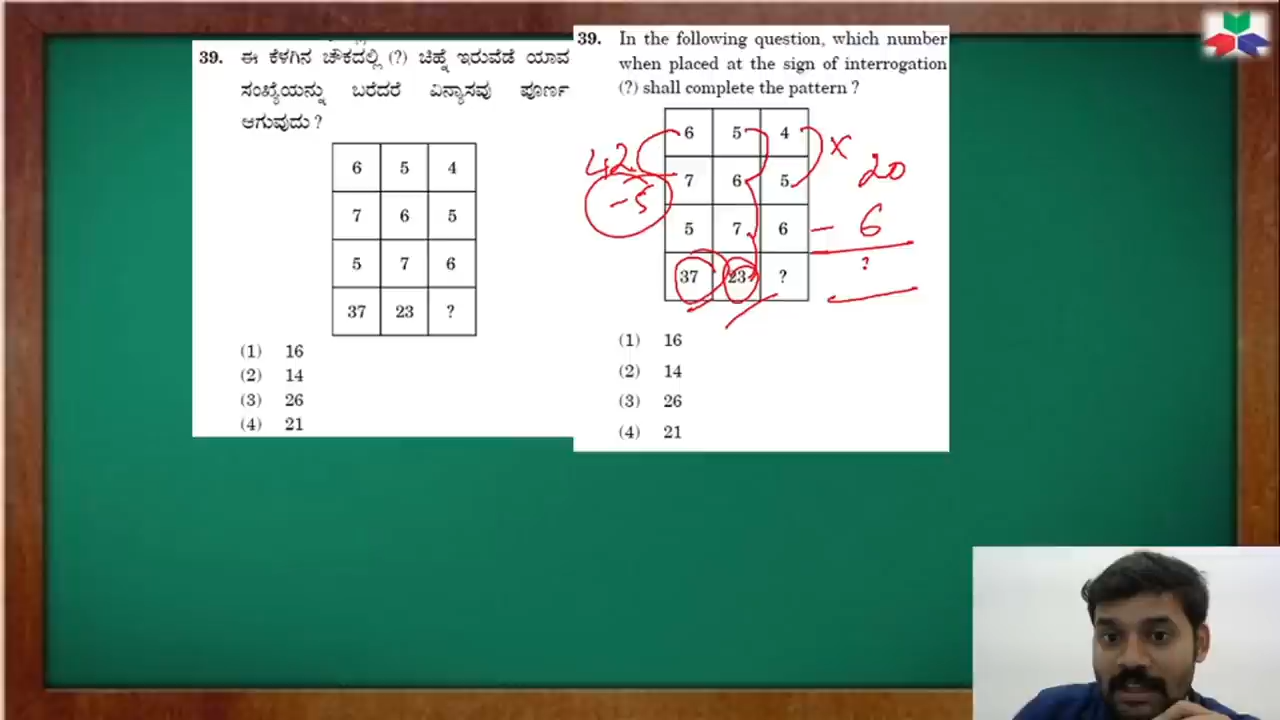 39. ಈ ಕೆಳಗಿನ ಚೌಕದಲ್ಲಿ (?) ಚಿಹ್ನೆ ಇರುವೆಡೆ ಯಾವ
ಸಂಖ್ಯೆಯನ್ನು ಬರೆದರೆ ವಿನ್ಯಾಸವು ಪೂರ್ಣ
ಆಗುವುದು ?
6 5 4
7 6 5
5 7 6
37 23 ?
(1) 16
(2) 14
(3) 26
(4) 21
39. In the following question, which number
when placed at the sign of interrogation
(?) shall complete the pattern ?
6 5 4
7 6 5
5 7 6
37 23 ?
(1) 16
(2) 14
(3) 26
(4) 21
42
- 5
×
20
- 6
?